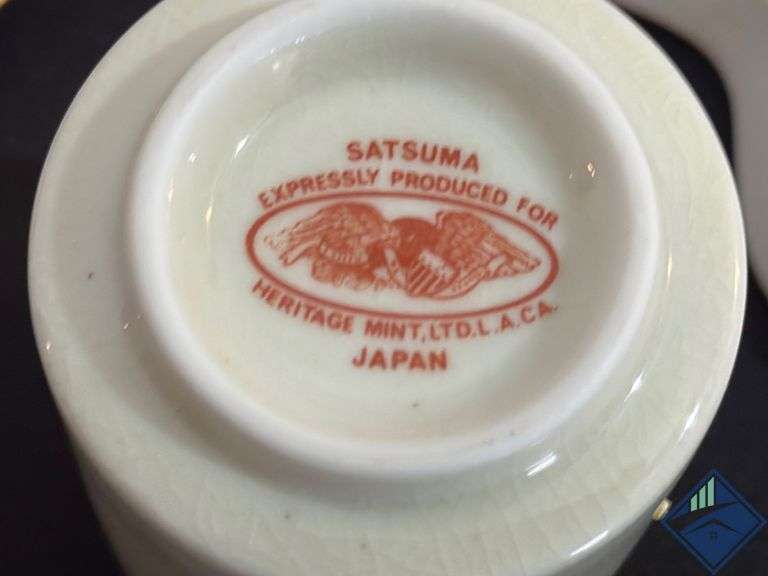 SATSUMA
EXPRESSLY PRODUCED FOR
HERITAGE MINT, LTD. L.A. CA.
JAPAN